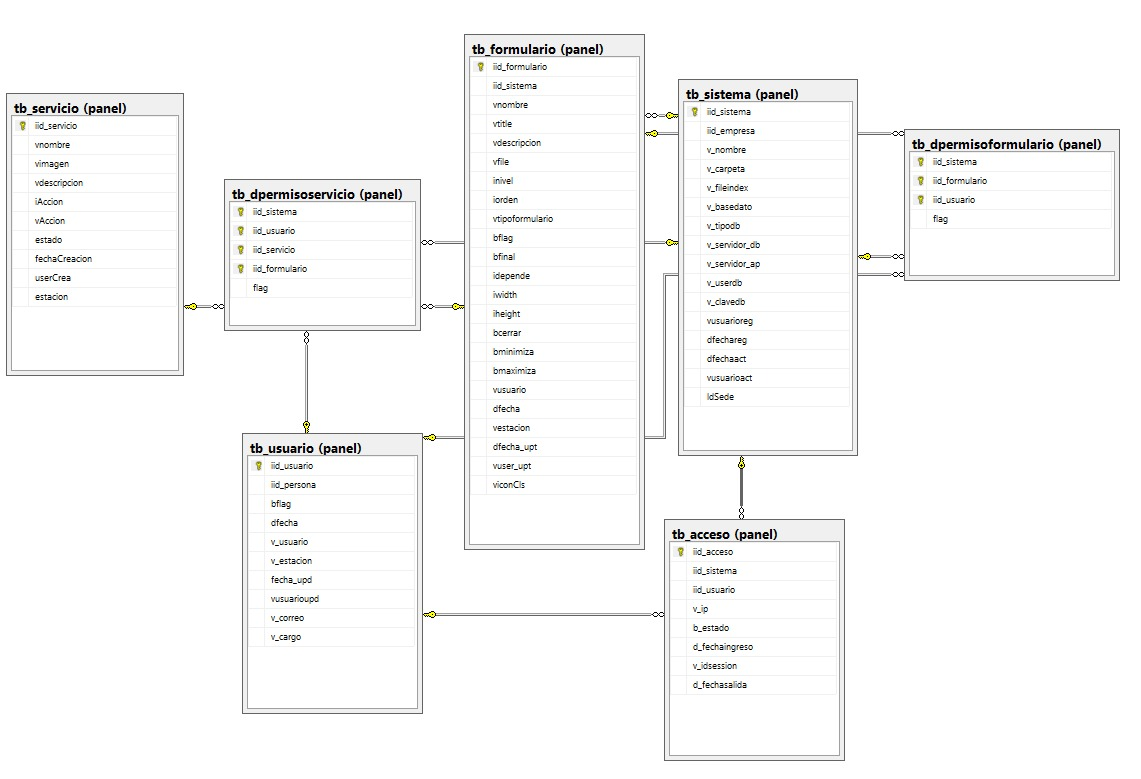 tb_servicio (panel)
iid_servicio
vnombre
vimagen
vdescripcion
iAccion
vAccion
estado
fechaCreacion
userCrea
estacion
tb_dpermisoservicio (panel)
iid_sistema
iid_usuario
iid_servicio
iid_formulario
flag
tb_usuario (panel)
iid_usuario
iid_persona
bflag
dfecha
v_usuario
v_estacion
fecha_upd
vusuarioupd
v_correo
v_cargo
tb_formulario (panel)
iid_formulario
iid_sistema
vnombre
vtitle
vdescripcion
vfile
inivel
iorden
vtipoformulario
bflag
bfinal
idepende
iwidth
iheight
bcerrar
bminimiza
bmaximiza
vusuario
dfecha
vestacion
dfecha_upt
vuser_upt
viconCls
tb_sistema (panel)
iid_sistema
iid_empresa
v_nombre
v_carpeta
v_fileindex
v_basedato
v_tipodb
v_servidor_db
v_servidor_ap
v_userdb
v_clavedb
vusuarioreg
dfechareg
dfechaact
vusuarioact
IdSede
tb_acceso (panel)
iid_acceso
iid_sistema
iid_usuario
v_ip
b_estado
d_fechaingreso
v_idsession
d_fechasalida
tb_dpermisoformulario (panel)
iid_sistema
iid_formulario
iid_usuario
flag